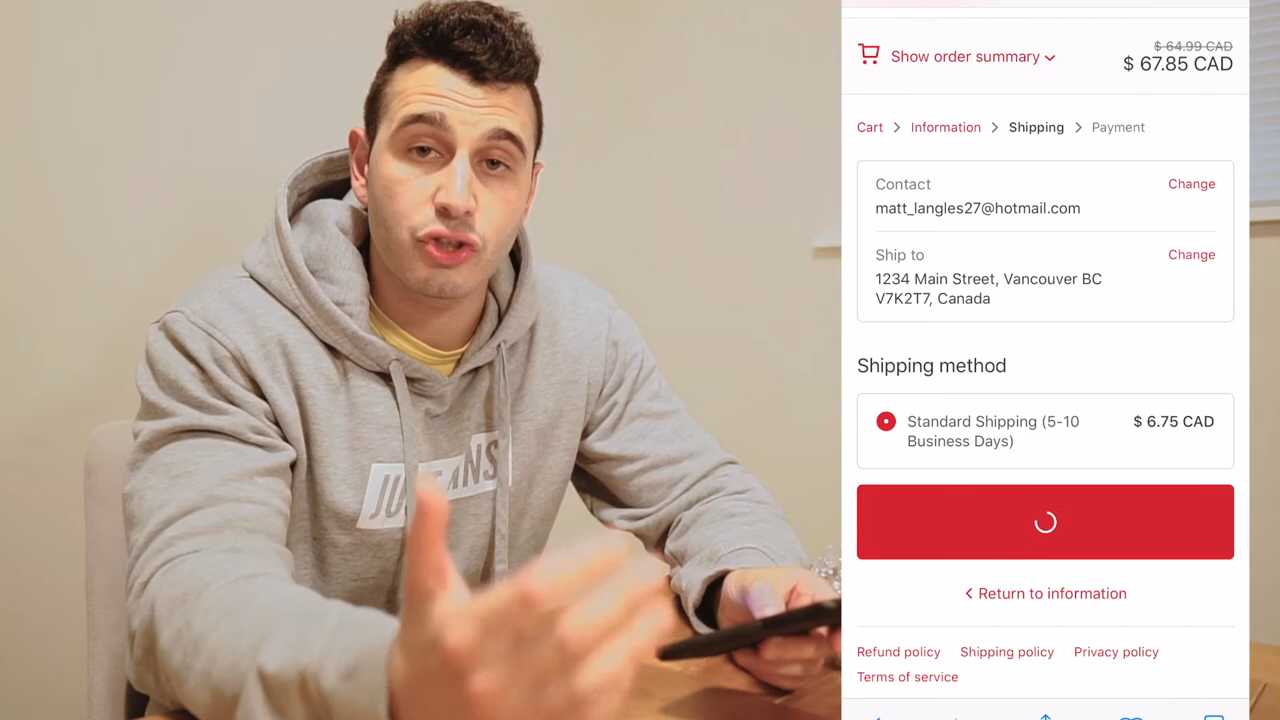 $ 64.99 CAD
Show order summary
$ 67.85 CAD
Cart > Information > Shipping > Payment
Contact
Change
matt_langles27@hotmail.com
Ship to
Change
1234 Main Street, Vancouver BC
V7K2T7, Canada
Shipping method
Standard Shipping (5-10
Business Days)
$ 6.75 CAD
< Return to information
Refund policy
Shipping policy
Privacy policy
Terms of service